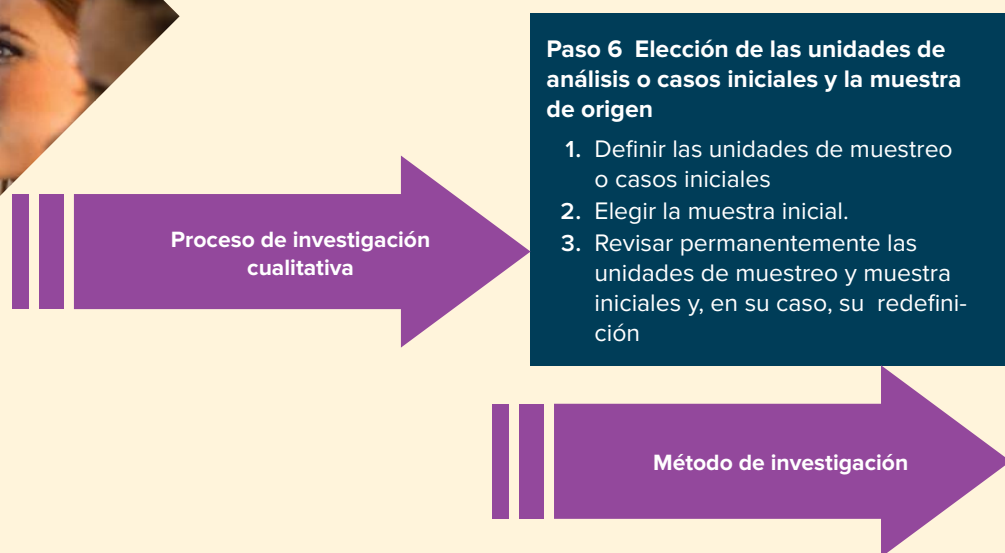 Paso 6 Elección de las unidades de
análisis o casos iniciales y la muestra
de origen
1. Definir las unidades de muestreo
o casos iniciales
2. Elegir la muestra inicial.
3. Revisar permanentemente las
unidades de muestreo y muestra
iniciales y, en su caso, su redefini-
ción
Proceso de investigación
cualitativa
Método de investigación